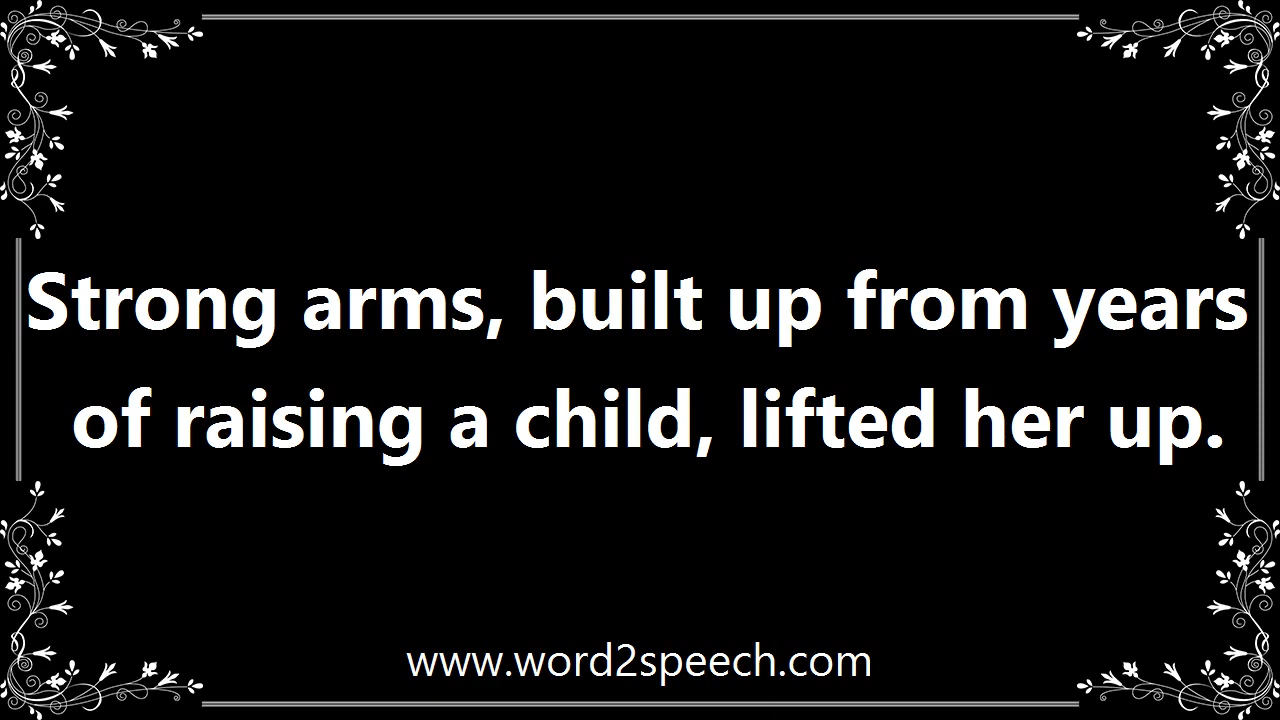 Strong arms, built up from years
of raising a child, lifted her up.
www.word2speech.com